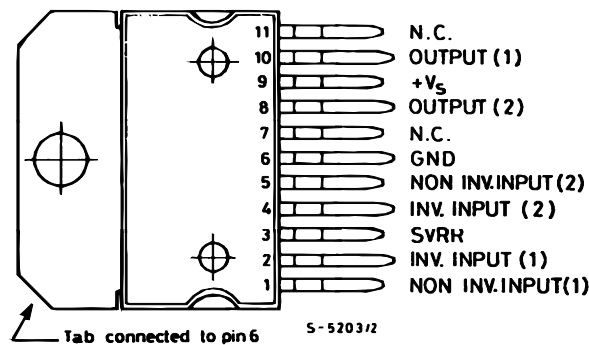 11 N.C.
10 OUTPUT (1)
9 +Vs
8 OUTPUT (2)
7 N.C.
6 GND
5 NON INV. INPUT (2)
4 INV. INPUT (2)
3 SVRR
2 INV. INPUT (1)
1 NON INV. INPUT(1)
Tab connected to pin 6
S-5203/2